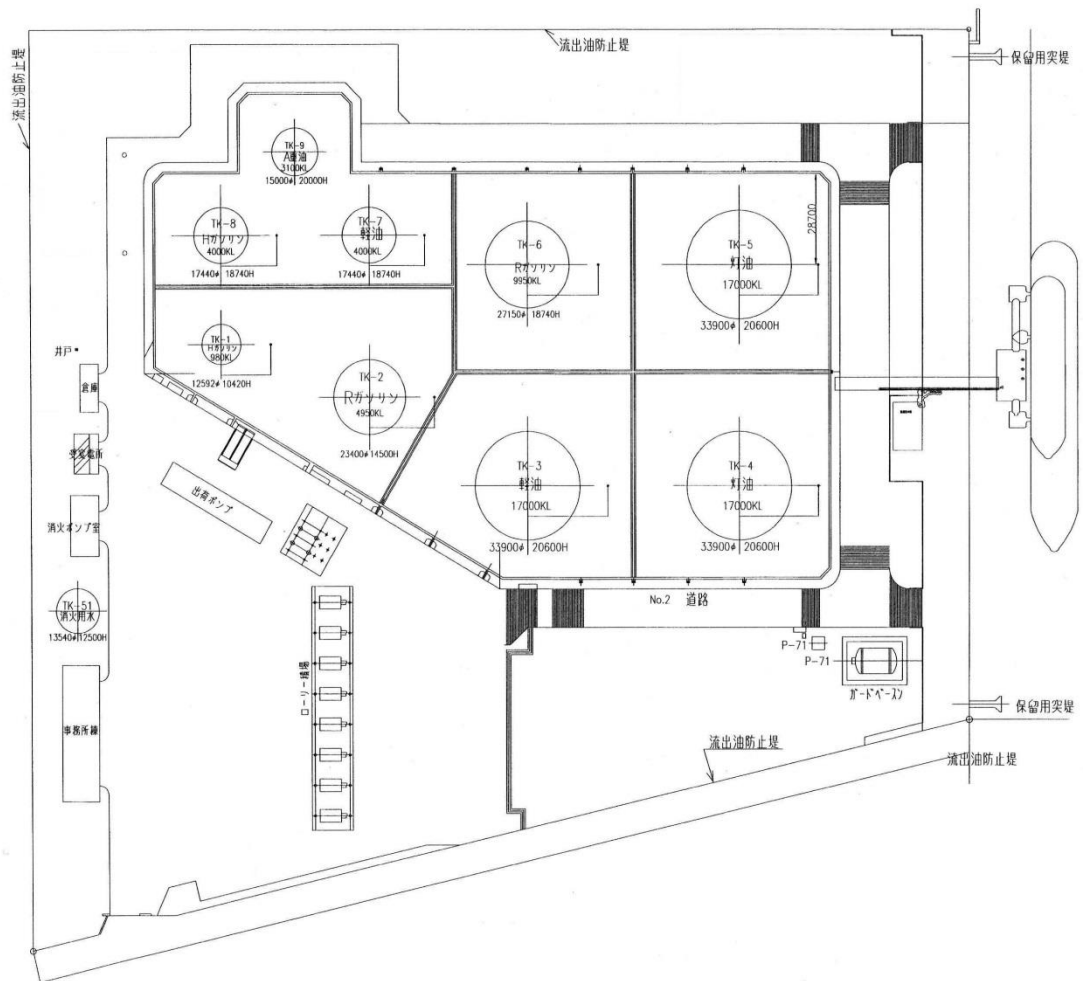 流出油防止堤
流出油防止堤
保留用突堤
TK-9
A重油
3100KL
15000φ 20000H
TK-8
Hガソリン
4000KL
17440φ 18740H
TK-7
軽油
4000KL
17440φ 18740H
TK-6
Rガソリン
9950KL
27150φ 18740H
TK-5
灯油
17000KL
33900φ 20600H
28700
TK-1
Hガソリン
980KL
12592φ 10420H
TK-2
Rガソリン
4950KL
23400φ 14500H
TK-3
軽油
17000KL
33900φ 20600H
TK-4
灯油
17000KL
33900φ 20600H
井戸
倉庫
受変電所
出荷ポンプ
消火ポンプ室
TK-51
消火用水
13540φ 12500H
No.2 道路
P-71
P-71
ガードベースン
ローリー積場
事務所棟
保留用突堤
流出油防止堤
流出油防止堤